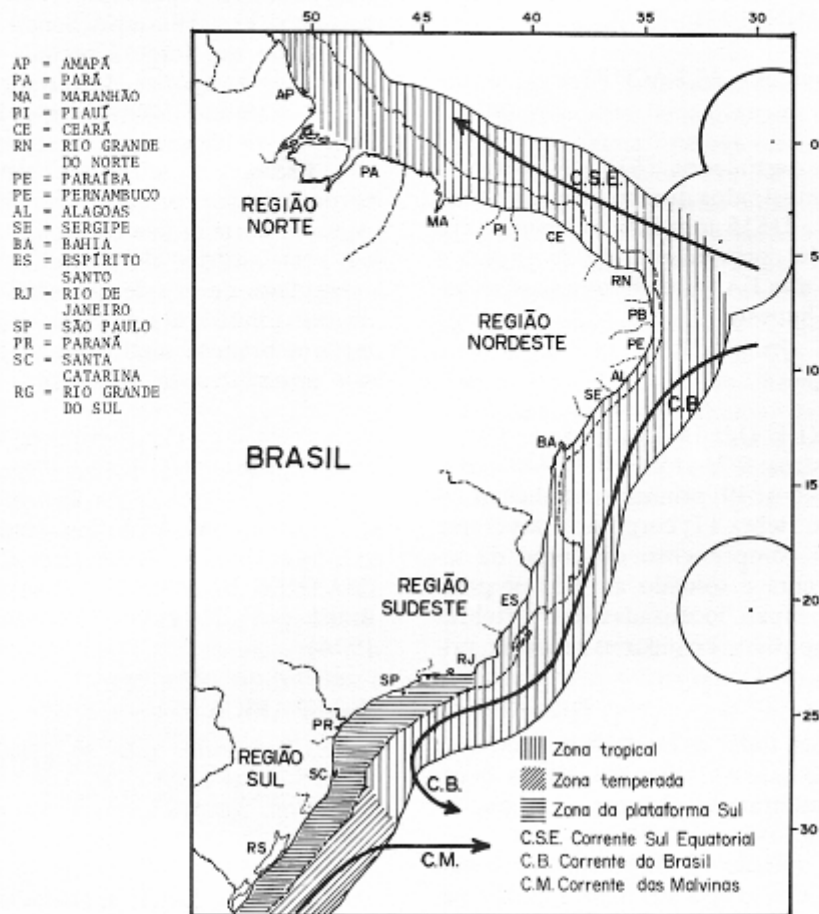 50 45 40 35 30
AP = AMAPÁ
PA = PARÁ
MA = MARANHÃO
PI = PIAUÍ
CE = CEARÁ
RN = RIO GRANDE
DO NORTE
PE = PARAÍBA
PE = PERNAMBUCO
AL = ALAGOAS
SE = SERGIPE
BA = BAHIA
ES = ESPÍRITO
SANTO
RJ = RIO DE
JANEIRO
SP = SÃO PAULO
PR = PARANÁ
SC = SANTA
CATARINA
RG = RIO GRANDE
DO SUL
AP
0
PA
C.S.E.
REGIÃO
NORTE
MA
PI
CE
5
RN
REGIÃO
NORDESTE
PB
PE
AL
10
SE
C.B.
BA
BRASIL
15
REGIÃO
SUDESTE
ES
20
RJ
SP
PR
25
REGIÃO
SUL
SC
C.B.
RS
C.M.
Zona tropical
Zona temperada
Zona da plataforma Sul
30
C.S.E. Corrente Sul Equatorial
C.B. Corrente do Brasil
C.M. Corrente das Malvinas